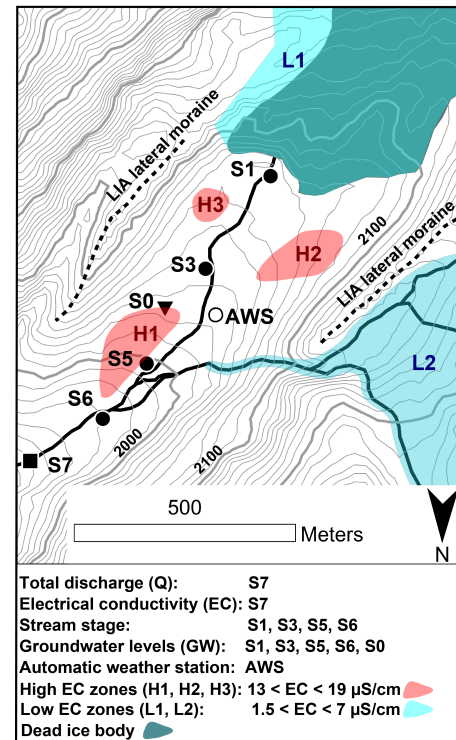 L1
LIA lateral moraine
S1
H3
2100
H2
LIA lateral moraine
S3
S0
AWS
H1
S5
L2
S6
2000
2100
S7
500
Meters
N
Total discharge (Q): S7
Electrical conductivity (EC): S7
Stream stage: S1, S3, S5, S6
Groundwater levels (GW): S1, S3, S5, S6, S0
Automatic weather station: AWS
High EC zones (H1, H2, H3): 13 < EC < 19 µS/cm
Low EC zones (L1, L2): 1.5 < EC < 7 µS/cm
Dead ice body